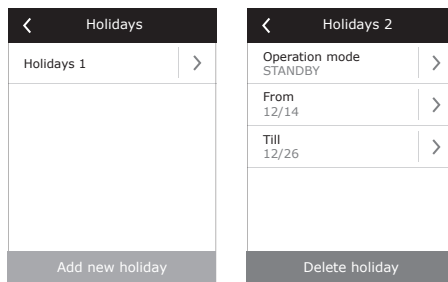 Holidays
Holidays 1
Add new holiday
Holidays 2
Operation mode
STANDBY
From
12/14
Till
12/26
Delete holiday